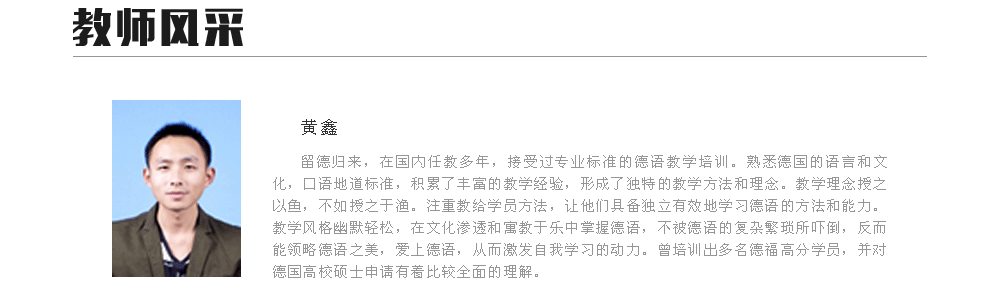 教师风采
黄鑫
留德归来，在国内任教多年，接受过专业标准的德语教学培训。熟悉德国的语言和文
化，口语地道标准，积累了丰富的教学经验，形成了独特的教学方法和理念。教学理念授之
以鱼，不如授之于渔。注重教给学员方法，让他们具备独立有效地学习德语的方法和能力。
教学风格幽默轻松，在文化渗透和寓教于乐中掌握德语，不被德语的复杂繁琐所吓倒，反而
能领略德语之美，爱上德语，从而激发自我学习的动力。曾培训出多名德福高分学员，并对
德国高校硕士申请有着比较全面的理解。